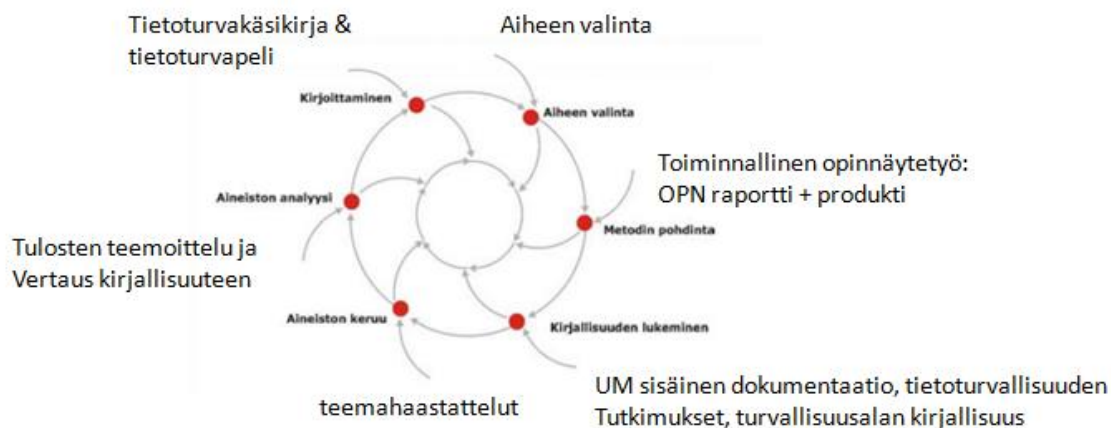 Tietoturvakäsikirja &
tietoturvapeli
Aiheen valinta
Kirjoittaminen
Aiheen valinta
Toiminnallinen opinnäytetyö:
OPN raportti + produkti
Aineiston analyysi
Metodin pohdinta
Tulosten teemoittelu ja
Vertaus kirjallisuuteen
Aineiston keruu
Kirjallisuuden lukeminen
teemahaastattelut
UM sisäinen dokumentaatio, tietoturvallisuuden
Tutkimukset, turvallisuusalan kirjallisuus